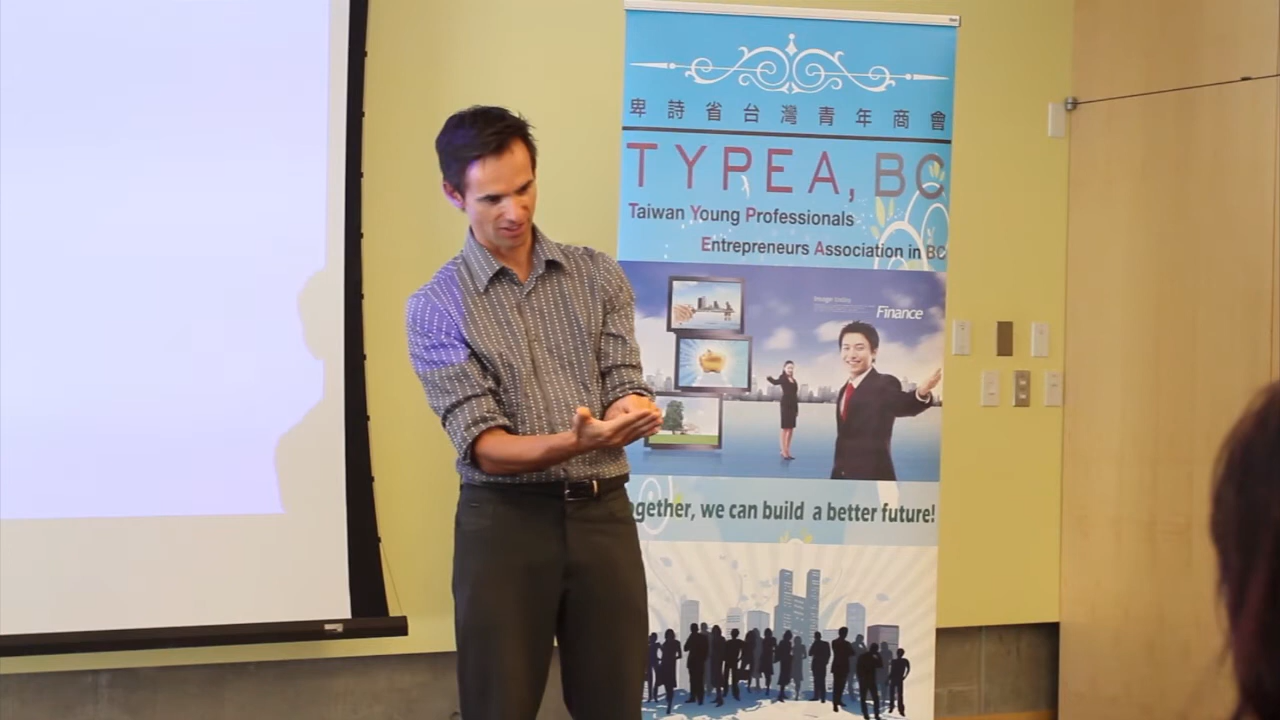 卑詩省台灣青年商會
TYPEA, BC
Taiwan Young Professionals
Entrepreneurs Association in BC
Finance
ogether, we can build a better future!